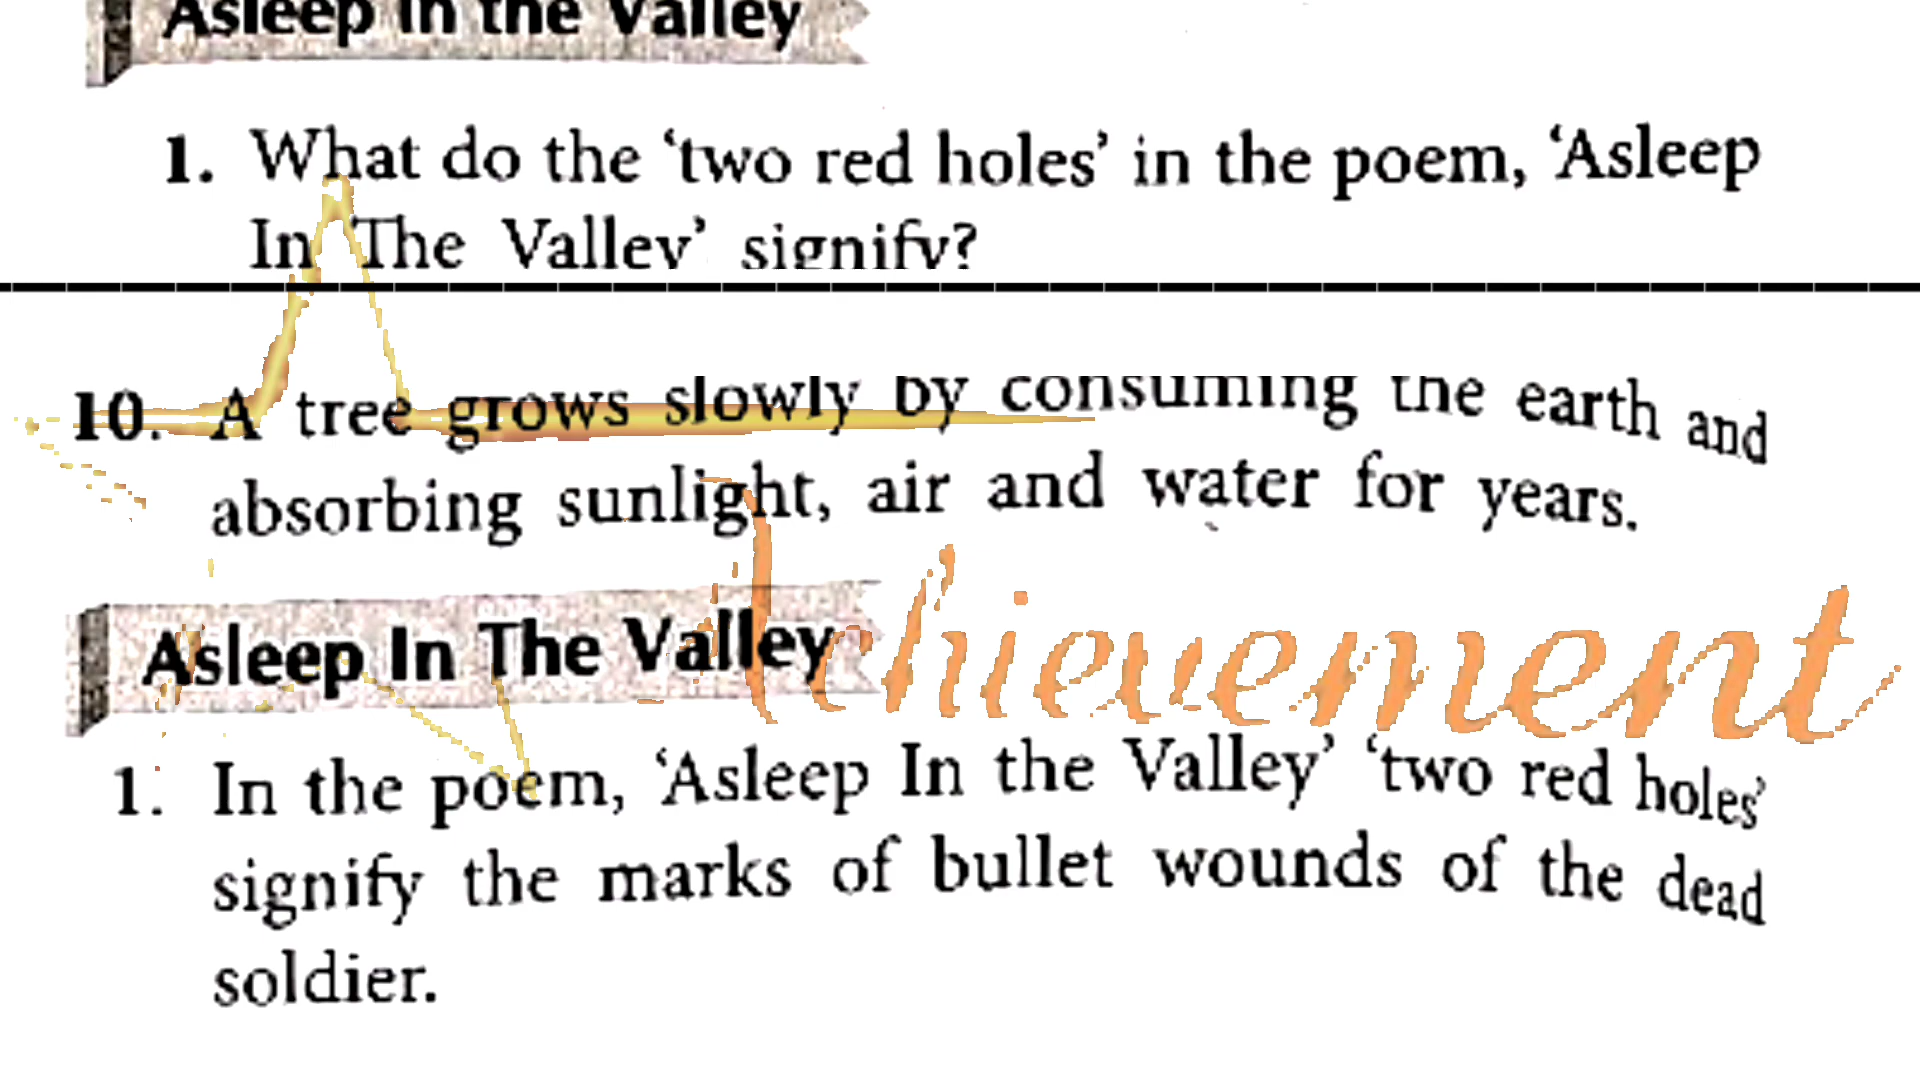 Asleep In the Valley
1. What do the ‘two red holes’ in the poem, ‘Asleep
In The Valley’ signify?
10. A tree grows slowly by consuming the earth and
absorbing sunlight, air and water for years.
Achievement
Asleep In The Valley
1. In the poem, ‘Asleep In the Valley’ ‘two red holes’
signify the marks of bullet wounds of the dead
soldier.